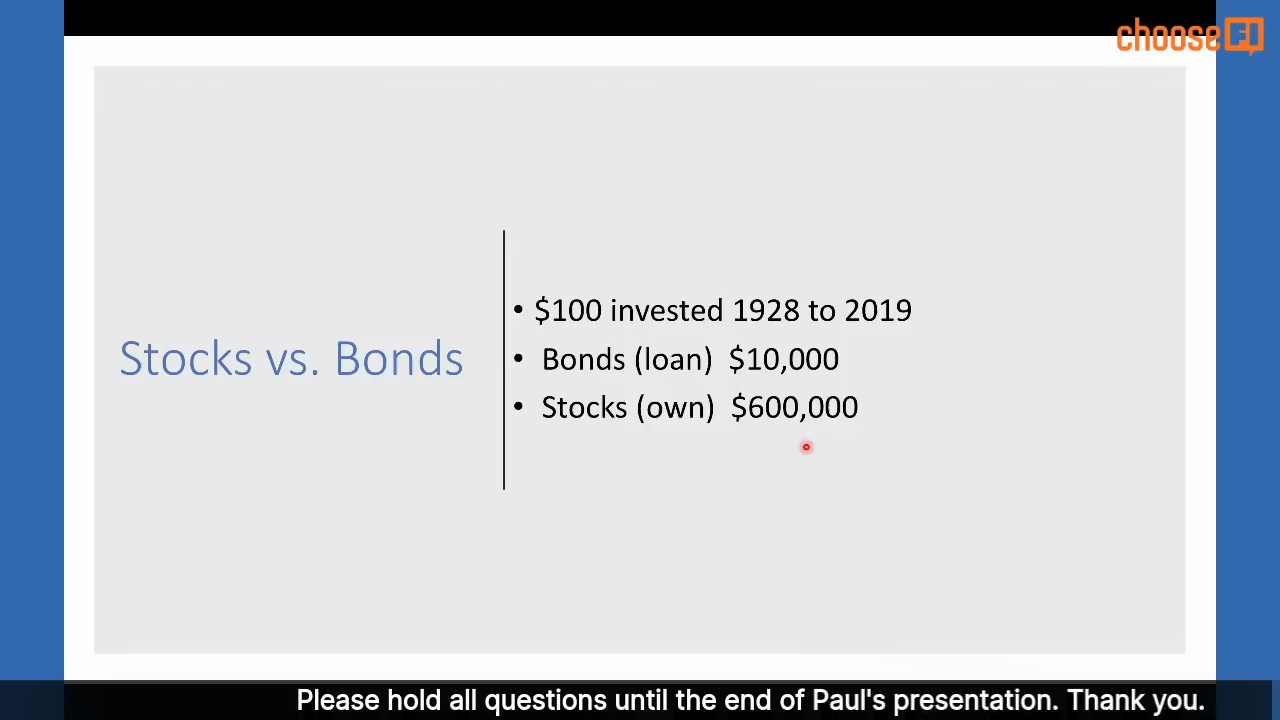 chooseFI
Stocks vs. Bonds
• $100 invested 1928 to 2019
• Bonds (loan) $10,000
• Stocks (own) $600,000
Please hold all questions until the end of Paul's presentation. Thank you.